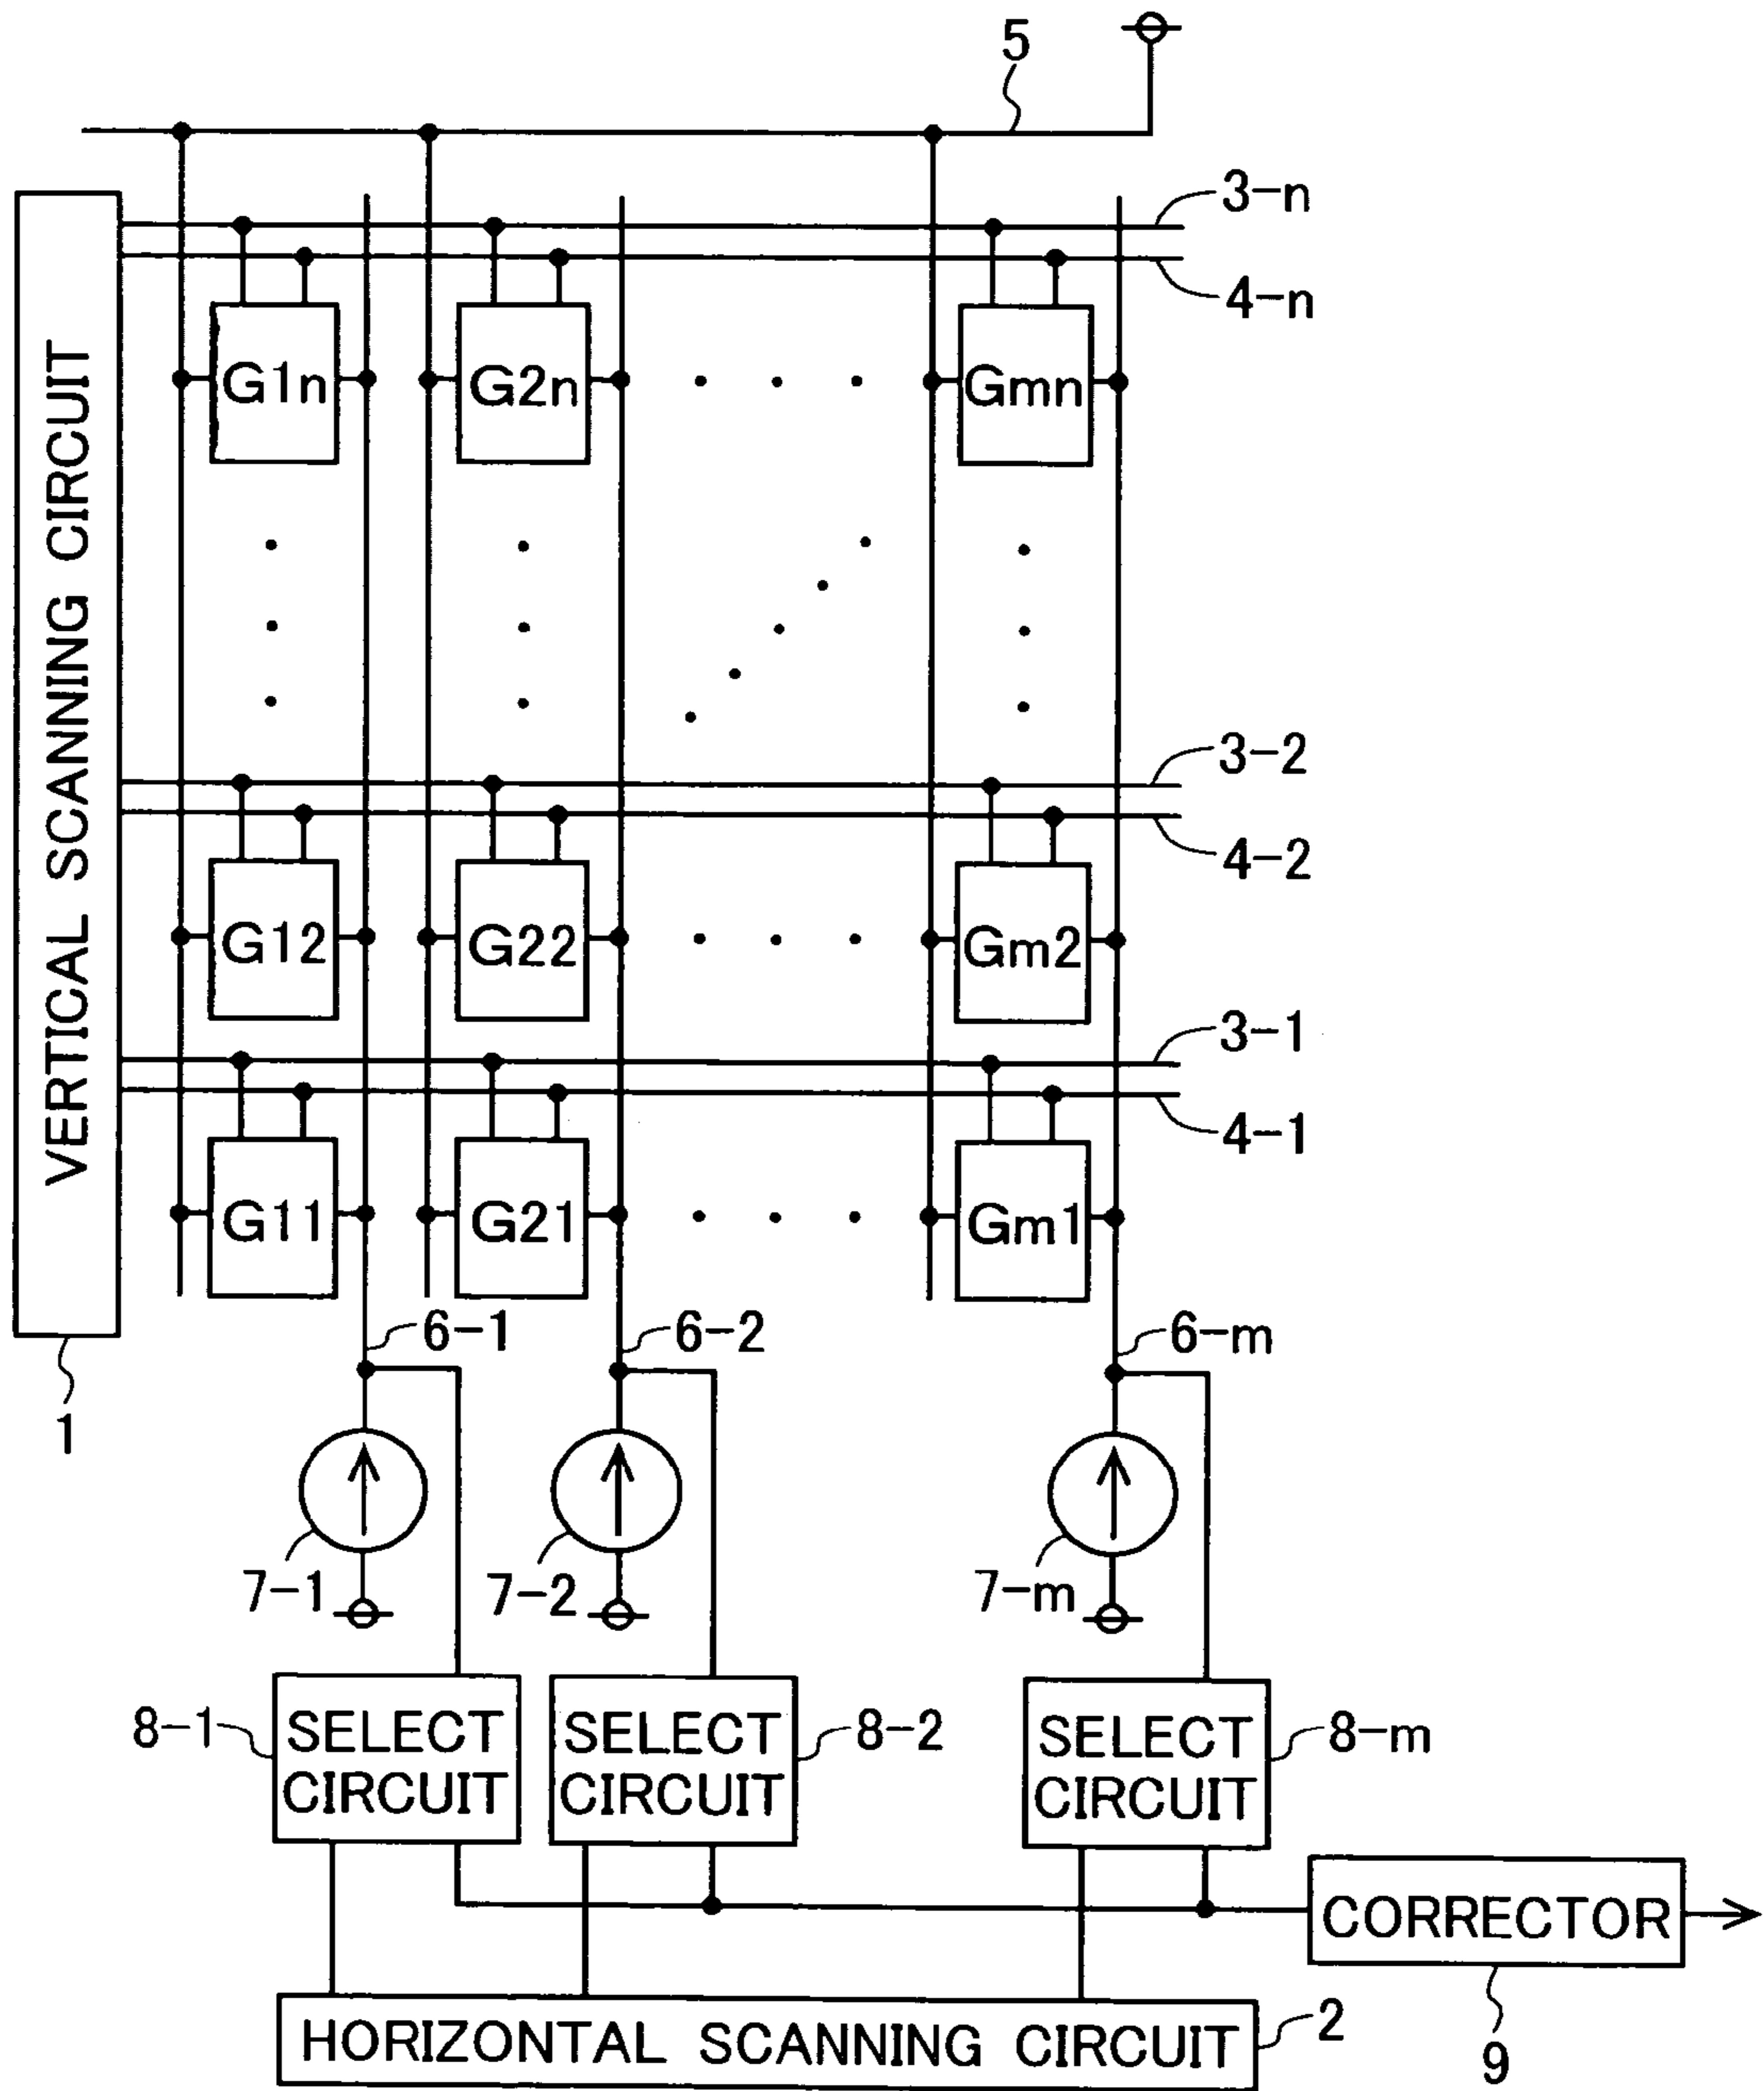 5
3-n
4-n
G1n
G2n
Gmn
VERTICAL SCANNING CIRCUIT
3-2
4-2
G12
G22
Gm2
3-1
4-1
G11
G21
Gm1
6-1
6-2
6-m
1
7-1
7-2
7-m
8-1
SELECT
CIRCUIT
SELECT
CIRCUIT
8-2
SELECT
CIRCUIT
8-m
CORRECTOR
9
HORIZONTAL SCANNING CIRCUIT
2